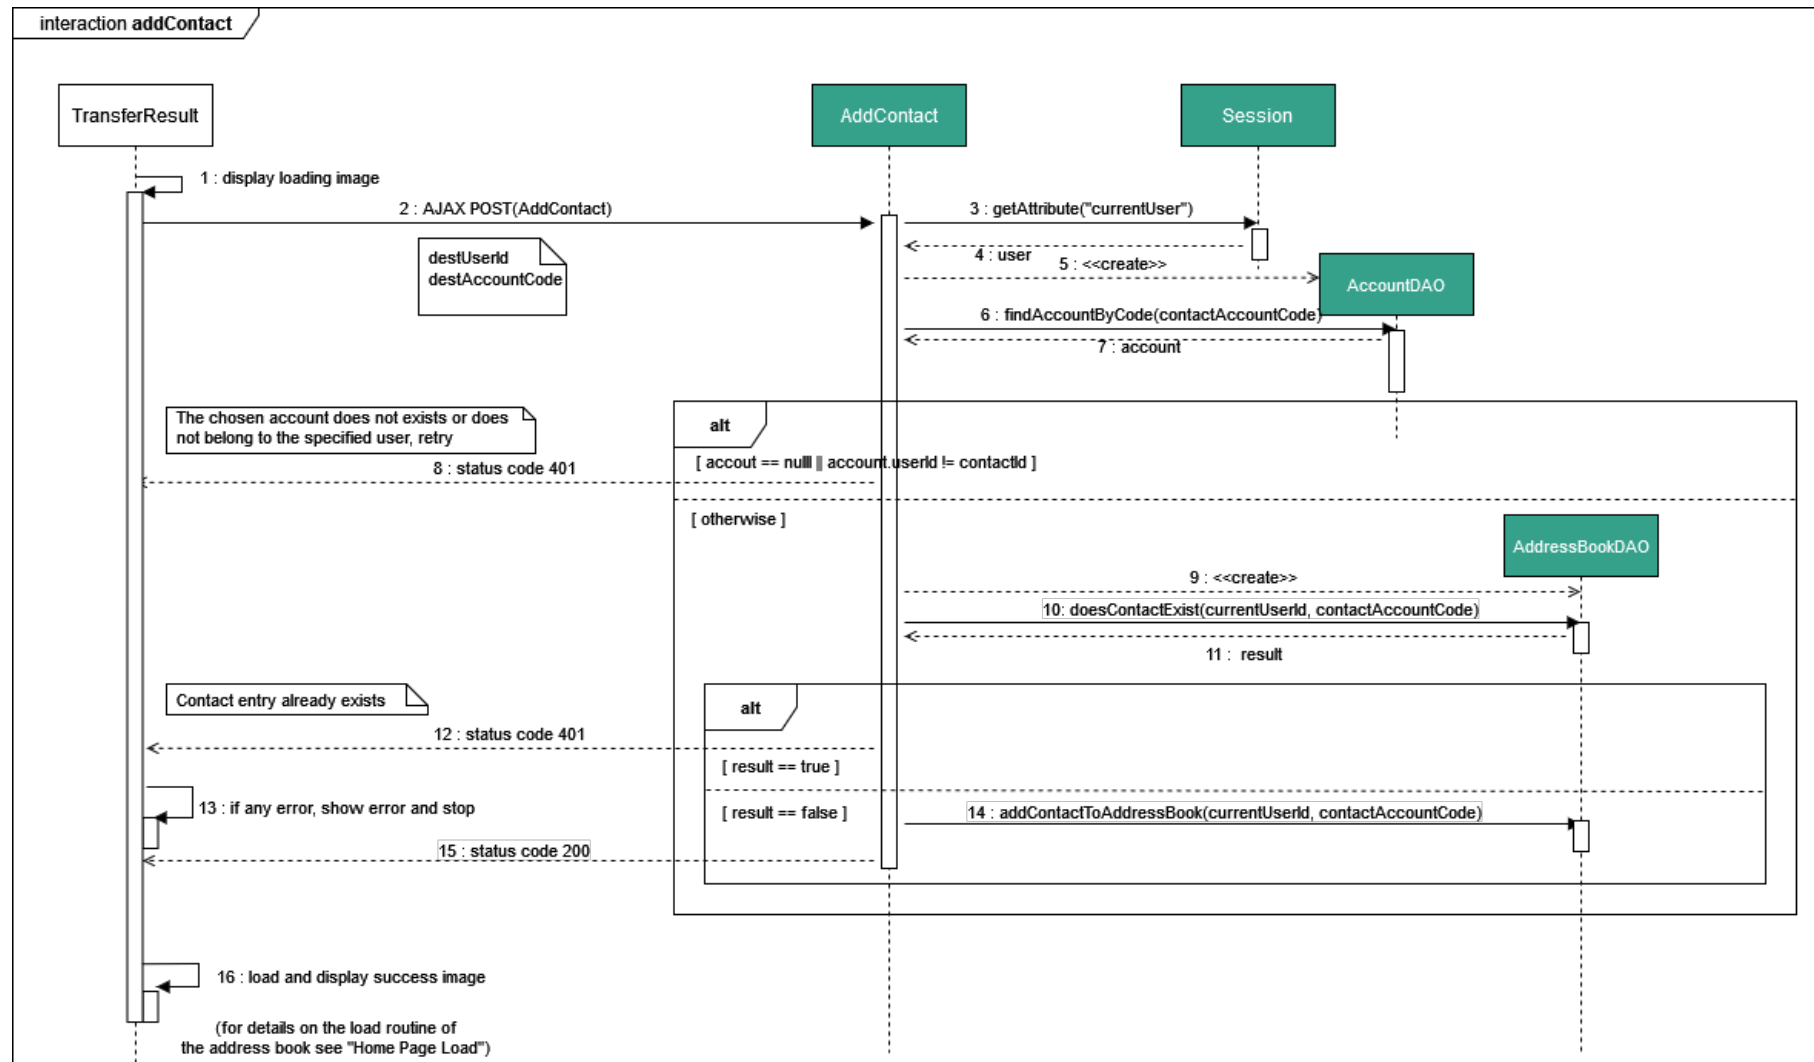 interaction addContact
TransferResult
AddContact
Session
1 : display loading image
2 : AJAX POST(AddContact)
3 : getAttribute("currentUser")
destUserId
destAccountCode
4 : user
5 : <<create>>
AccountDAO
6 : findAccountByCode(contactAccountCode)
7 : account
The chosen account does not exists or does
not belong to the specified user, retry
alt
8 : status code 401
[ accout == nulll || account.userId != contactId ]
[ otherwise ]
AddressBookDAO
9 : <<create>>
10: doesContactExist(currentUserId, contactAccountCode)
11 : result
Contact entry already exists
alt
12 : status code 401
[ result == true ]
13 : if any error, show error and stop
[ result == false ]
14 : addContactToAddressBook(currentUserId, contactAccountCode)
15 : status code 200
16 : load and display success image
(for details on the load routine of
the address book see "Home Page Load")